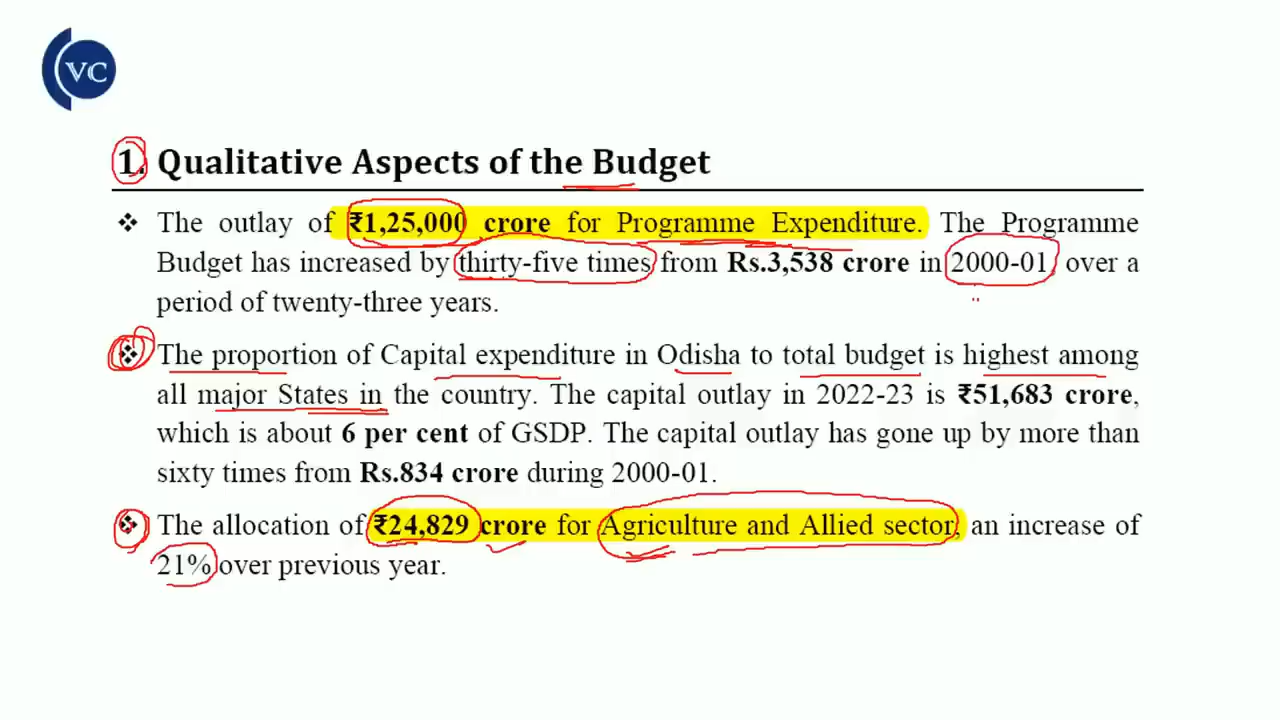 VC
1. Qualitative Aspects of the Budget
❖ The outlay of ₹1,25,000 crore for Programme Expenditure. The Programme
Budget has increased by thirty-five times from Rs.3,538 crore in 2000-01, over a
period of twenty-three years.
❖ The proportion of Capital expenditure in Odisha to total budget is highest among
all major States in the country. The capital outlay in 2022-23 is ₹51,683 crore,
which is about 6 per cent of GSDP. The capital outlay has gone up by more than
sixty times from Rs.834 crore during 2000-01.
❖ The allocation of ₹24,829 crore for Agriculture and Allied sector, an increase of
21% over previous year.